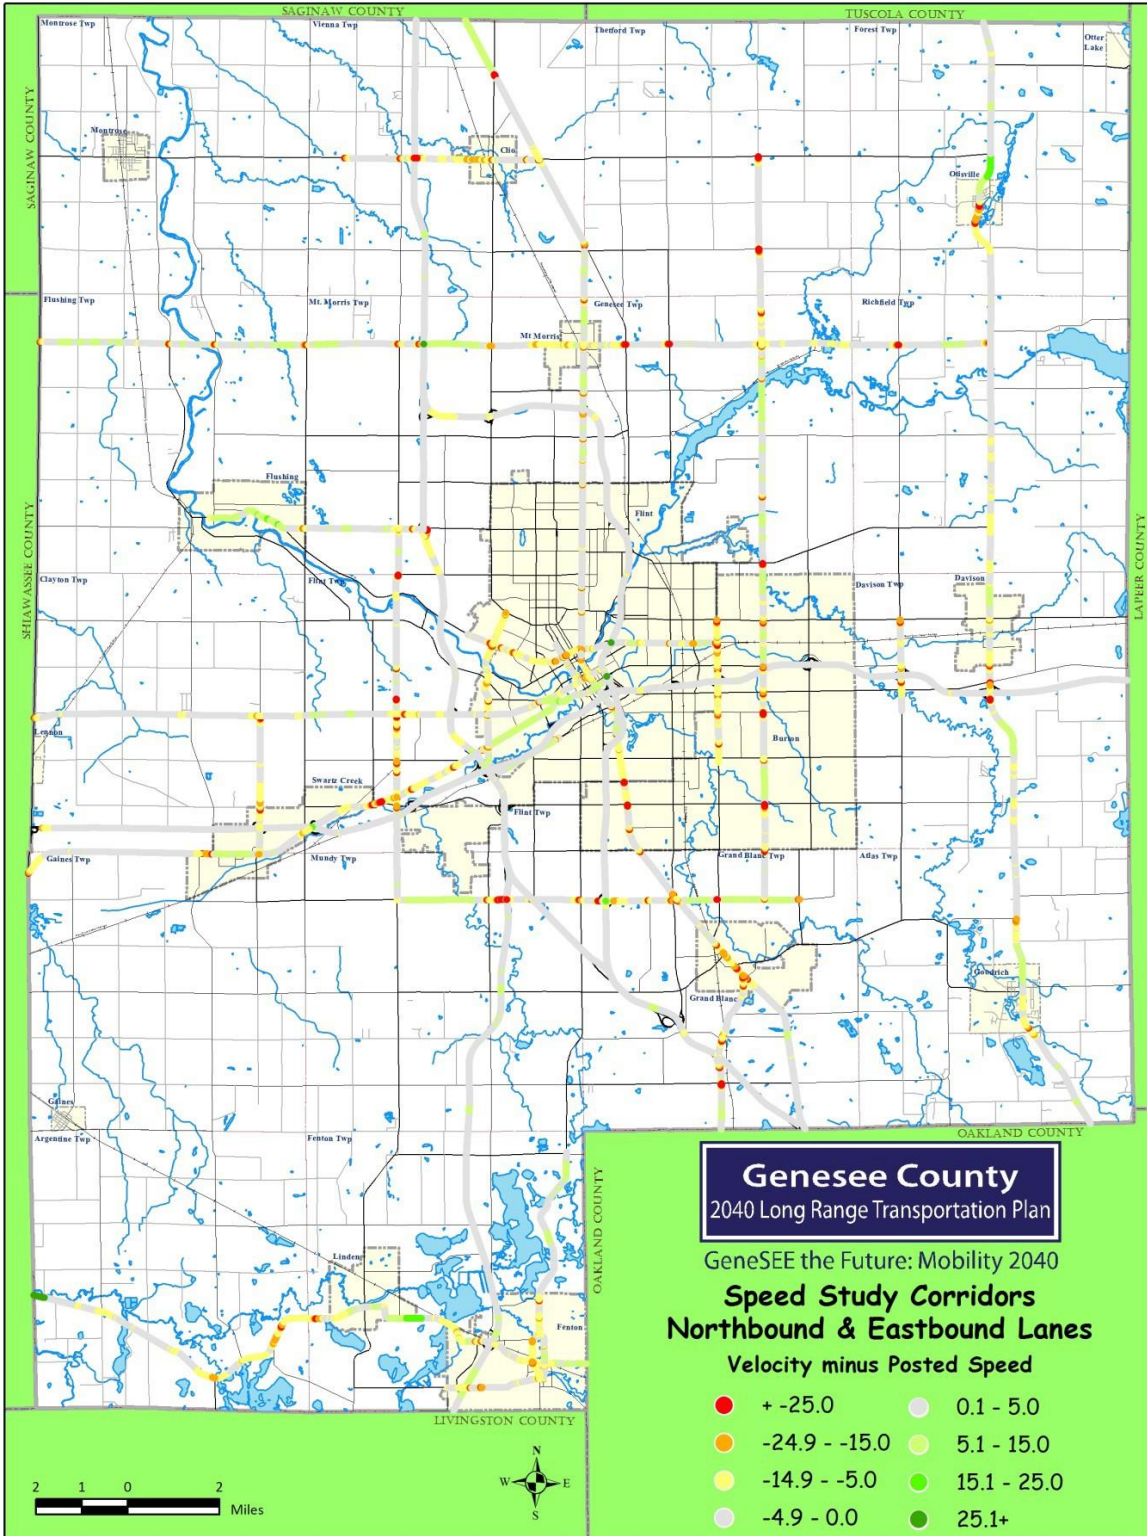 SAGINAW COUNTY
TUSCOLA COUNTY
Montrose Twp
Vienna Twp
Thetford Twp
Forest Twp
Otter
Lake
SAGINAW COUNTY
Montrose
Clio
Otisville
Flushing Twp
Mt. Morris Twp
Genesee Twp
Richfield Twp
Mt Morris
Flushing
Flint
SHIAWASSEE COUNTY
LAPEER COUNTY
Clayton Twp
Flint Twp
Davison Twp
Davison
Lennon
Burton
Swartz Creek
Flint Twp
Gaines Twp
Mundy Twp
Grand Blanc Twp
Atlas Twp
Goodrich
Grand Blanc
Gaines
Argentine Twp
Fenton Twp
OAKLAND COUNTY
OAKLAND COUNTY
Linden
Fenton
LIVINGSTON COUNTY
Genesee County
2040 Long Range Transportation Plan
GeneSEE the Future: Mobility 2040
Speed Study Corridors
Northbound & Eastbound Lanes
Velocity minus Posted Speed
+ -25.0
0.1 - 5.0
-24.9 - -15.0
5.1 - 15.0
-14.9 - -5.0
15.1 - 25.0
-4.9 - 0.0
25.1+
N
W E
S
2 1 0 2
Miles